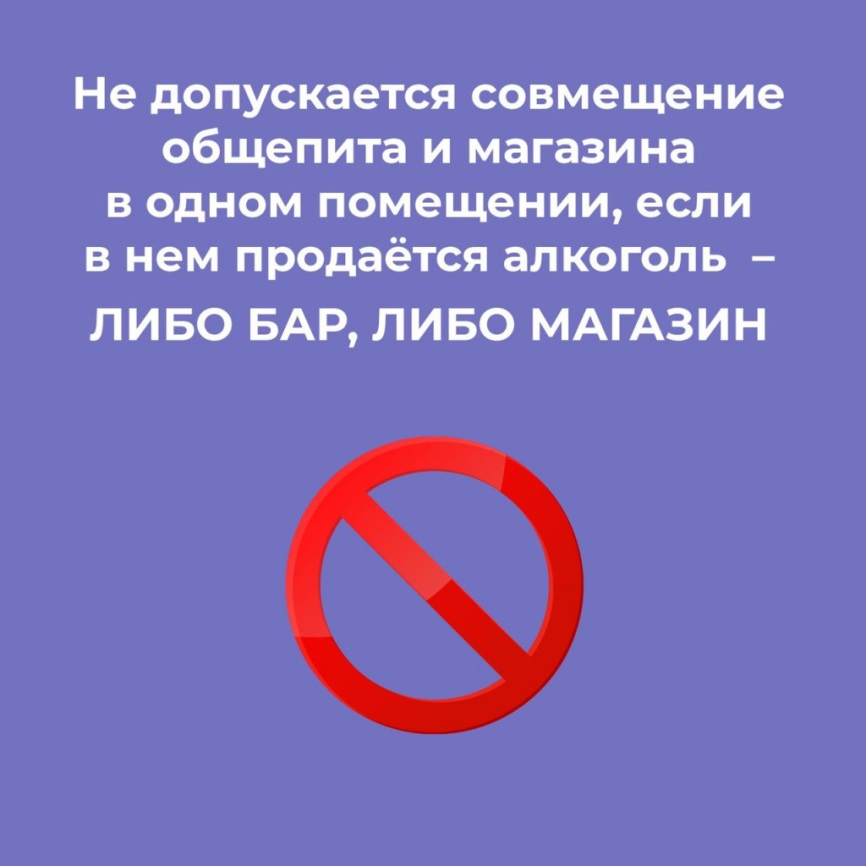 Не допускается совмещение
общепита и магазина
в одном помещении, если
в нем продаётся алкоголь –
ЛИБО БАР, ЛИБО МАГАЗИН